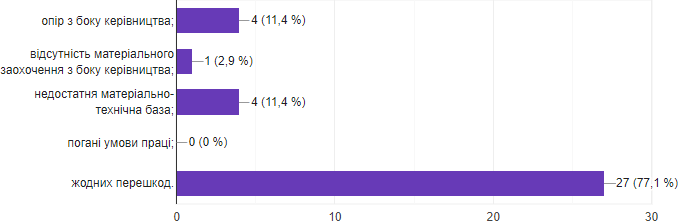 опір з боку керівництва;
4 (11,4 %)
відсутність матеріального
заохочення з боку керівництва;
1 (2,9 %)
недостатня матеріально-
технічна база;
4 (11,4 %)
погані умови праці;
0 (0 %)
жодних перешкод.
27 (77,1 %)
0 10 20 30